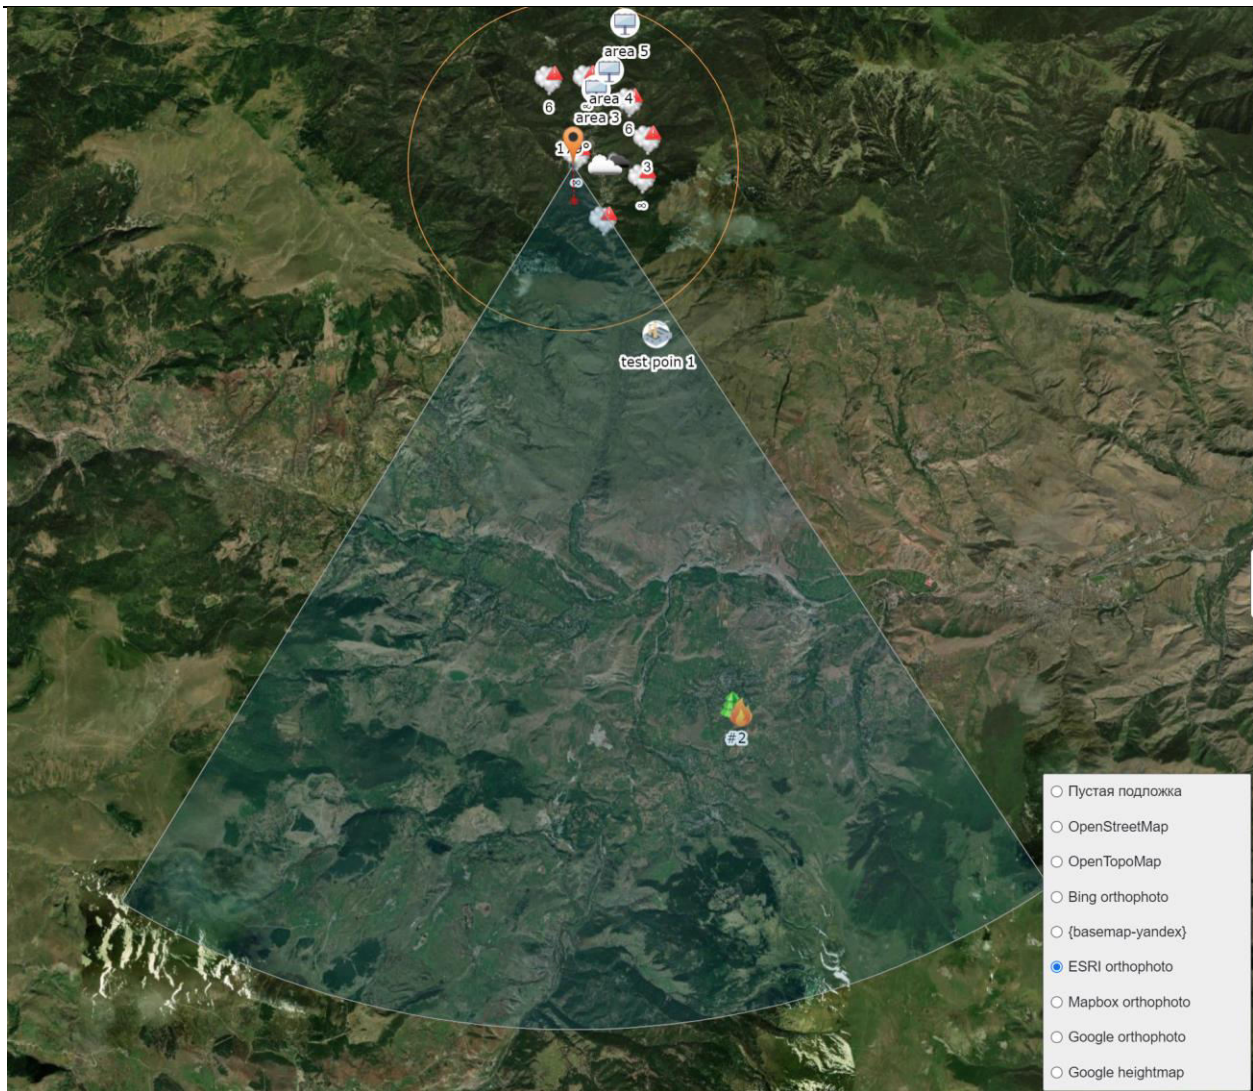 area 5
6
∞
area 4
area 3
6
3
∞
∞
test poin 1
#2
Пустая подложка
OpenStreetMap
OpenTopoMap
Bing orthophoto
{basemap-yandex}
ESRI orthophoto
Mapbox orthophoto
Google orthophoto
Google heightmap